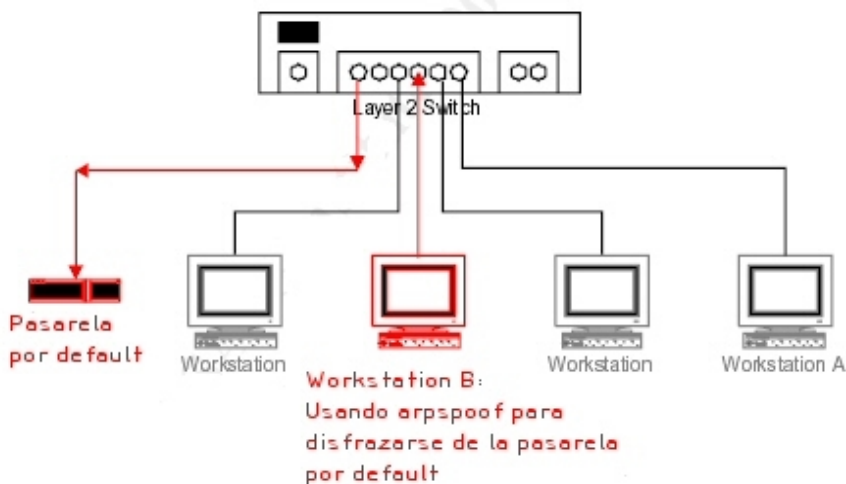 Layer 2 Switch
Pasarela
por default
Workstation
Workstation B:
Usando arpspoof para
disfrazarse de la pasarela
por default
Workstation
Workstation A